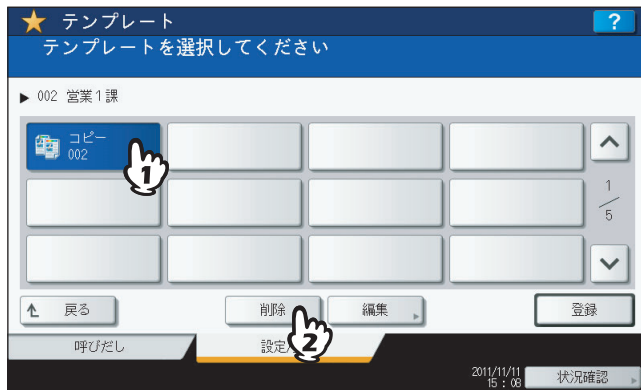 テンプレート
?
テンプレートを選択してください
▶ 002 営業1課
コピー
002
1
1
5
戻る
削除
編集
登録
2
呼びだし
設定/
2011/11/11
15 : 08
状況確認